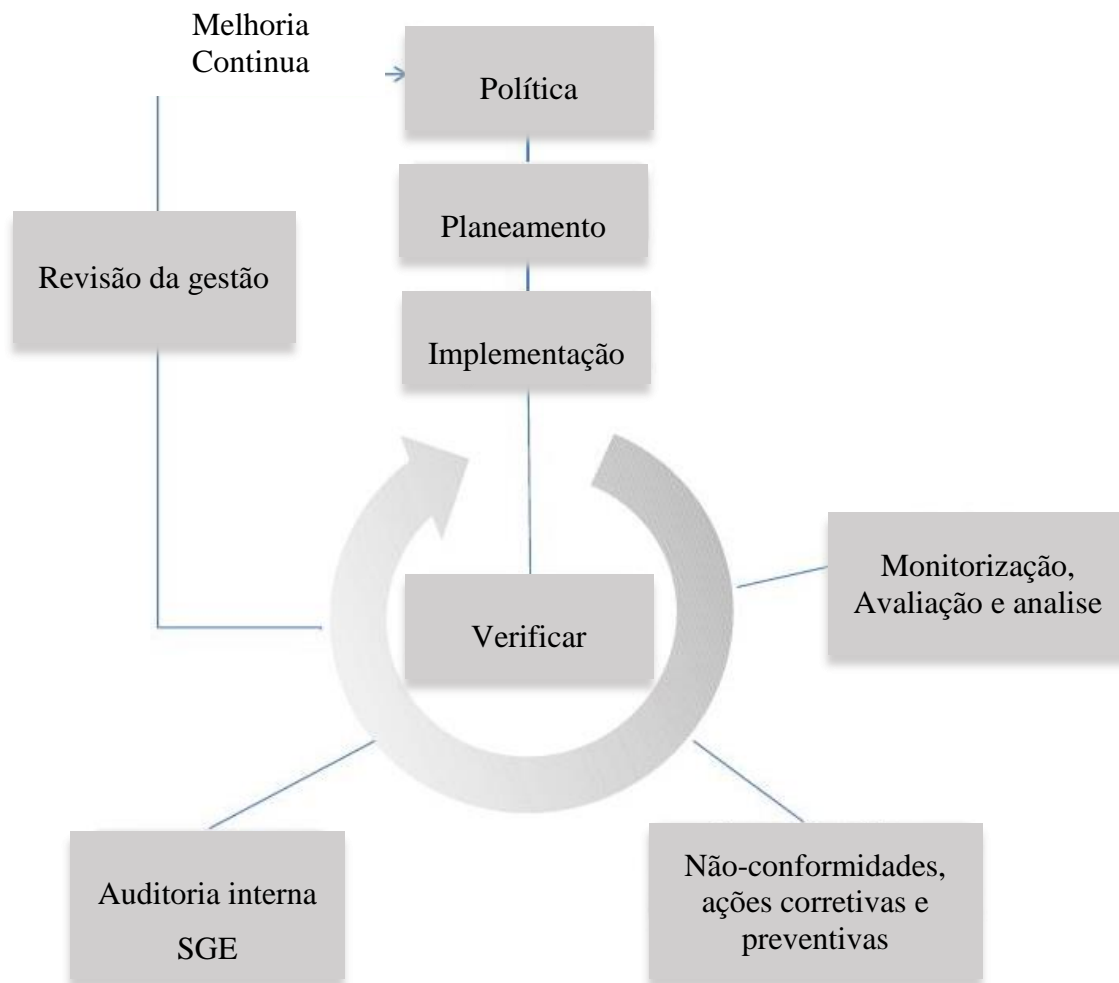 Melhoria
Continua
Política
Planeamento
Revisão da gestão
Implementação
Monitorização,
Avaliação e analise
Verificar
Não-conformidades,
ações corretivas e
preventivas
Auditoria interna
SGE